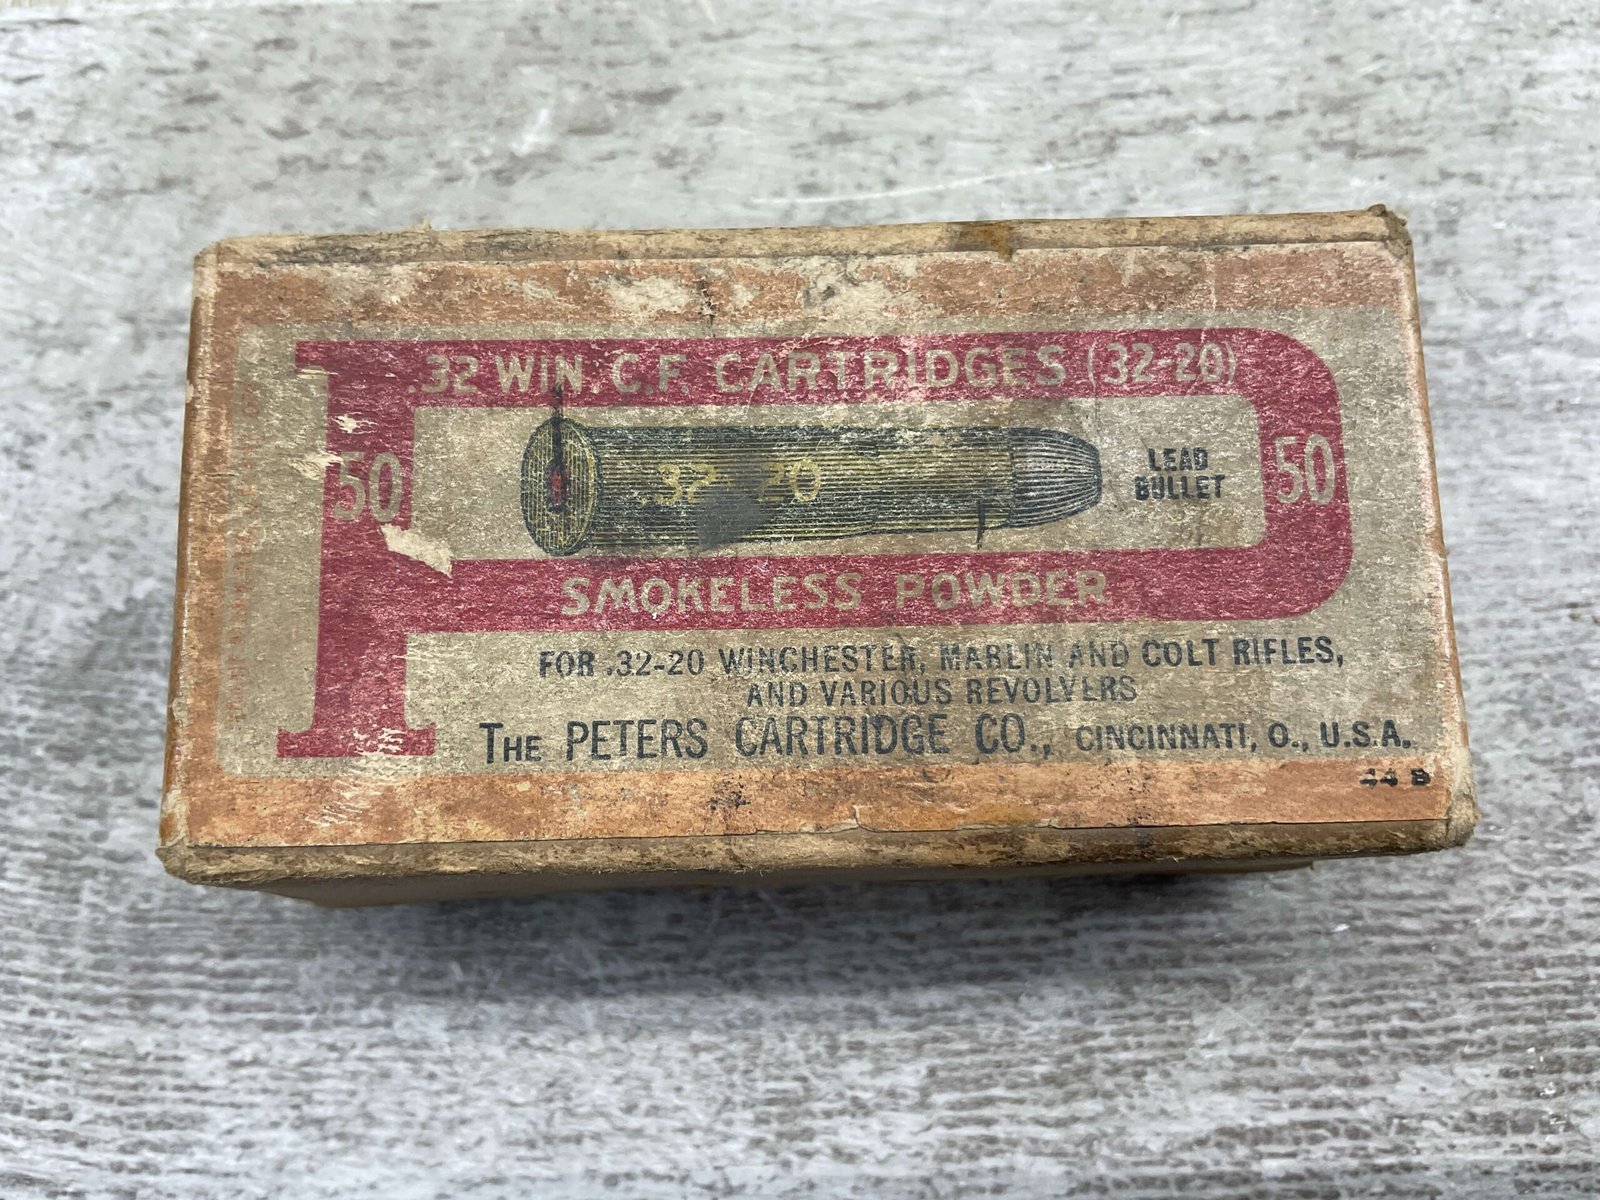 .32 WIN. C.F. CARTRIDGES (32-20)
50
.32-20
LEAD
BULLET
50
SMOKELESS POWDER
FOR .32-20 WINCHESTER, MARLIN AND COLT RIFLES,
AND VARIOUS REVOLVERS
THE PETERS CARTRIDGE CO., CINCINNATI, O., U.S.A.
44 B